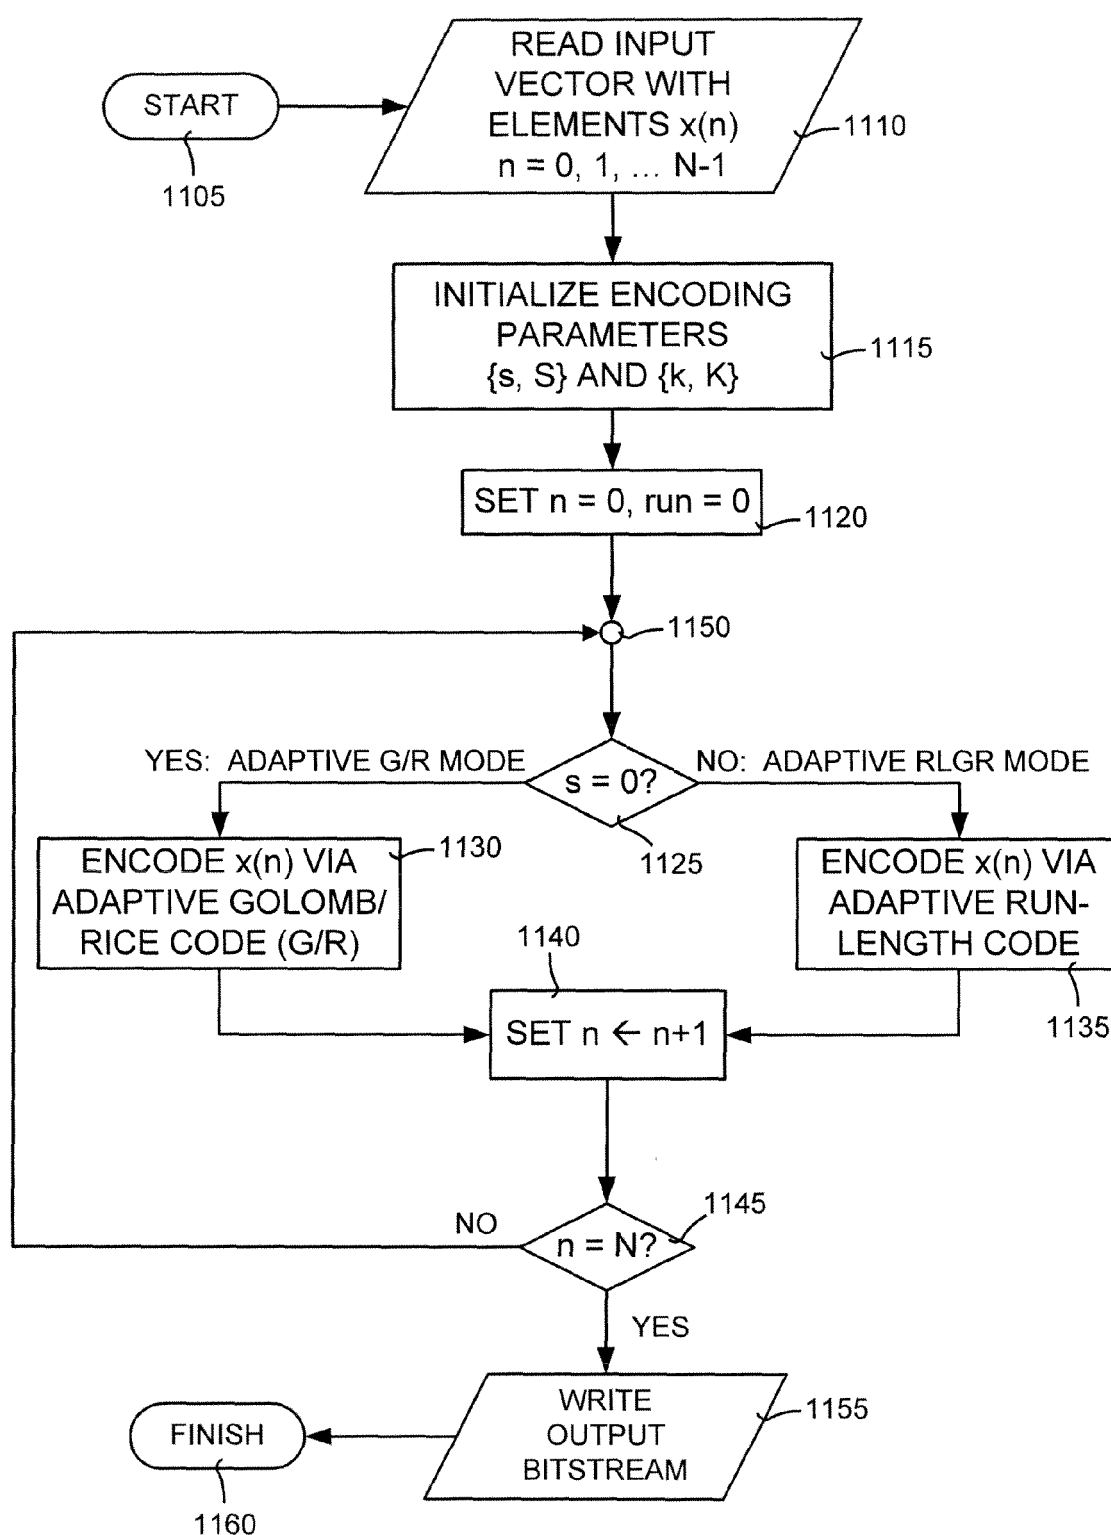 START
1105
READ INPUT
VECTOR WITH
ELEMENTS x(n)
n = 0, 1, ... N-1
1110
INITIALIZE ENCODING
PARAMETERS
{s, S} AND {k, K}
1115
SET n = 0, run = 0
1120
1150
YES: ADAPTIVE G/R MODE
s = 0?
NO: ADAPTIVE RLGR MODE
1125
ENCODE x(n) VIA
ADAPTIVE GOLOMB/
RICE CODE (G/R)
1130
ENCODE x(n) VIA
ADAPTIVE RUN-
LENGTH CODE
1135
1140
SET n ← n+1
1145
NO
n = N?
YES
WRITE
OUTPUT
BITSTREAM
1155
FINISH
1160